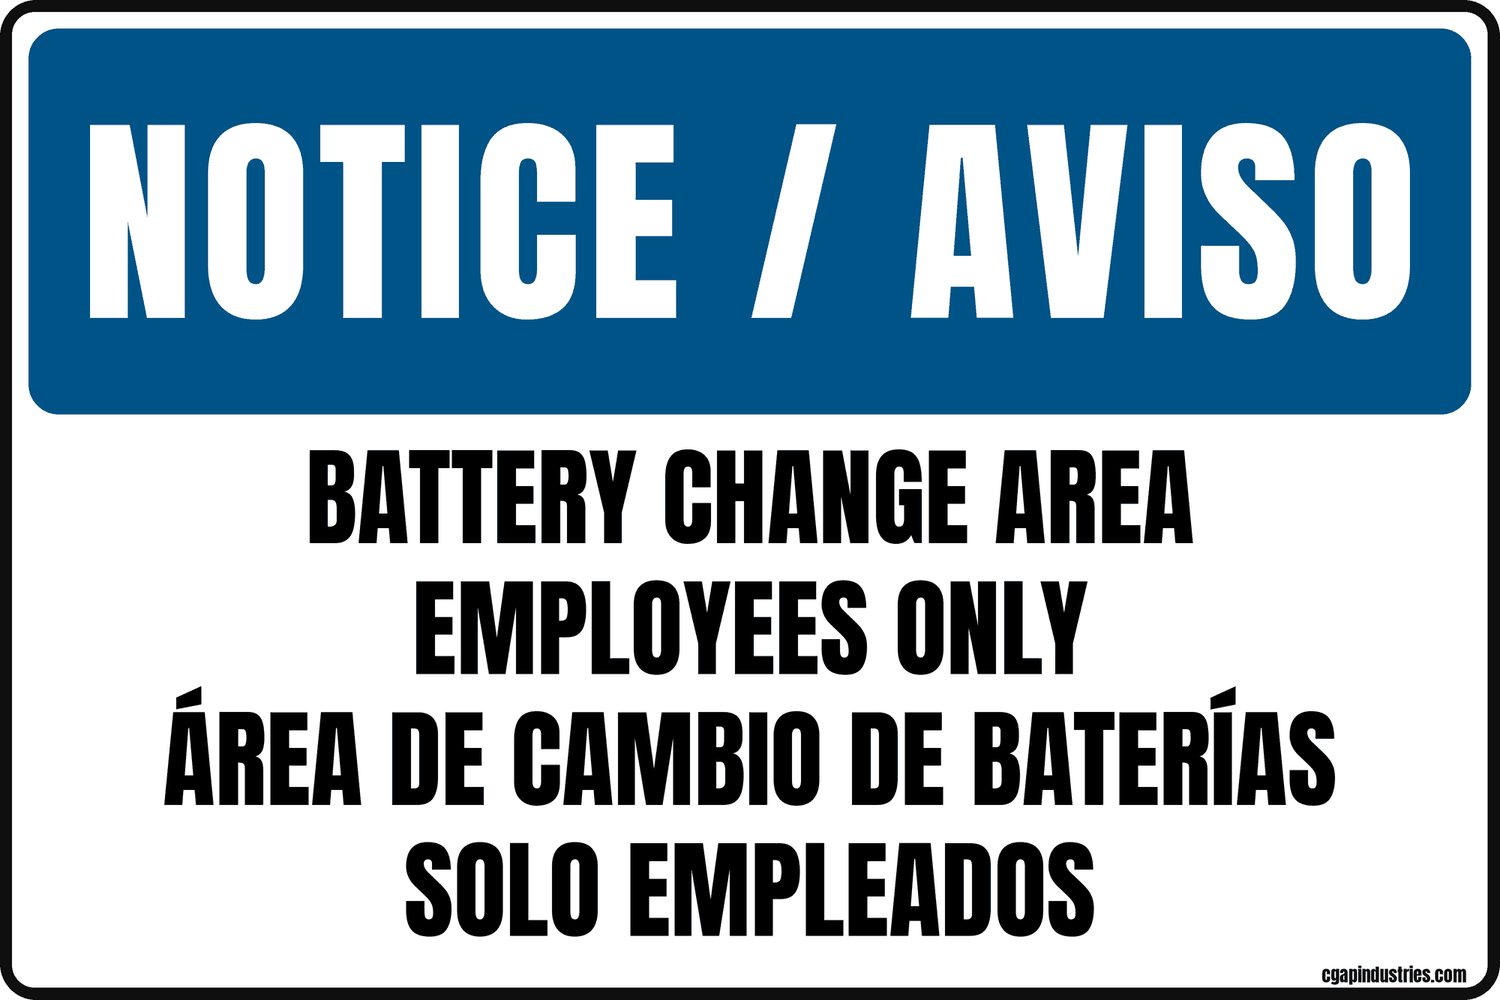 NOTICE / AVISO
BATTERY CHANGE AREA
EMPLOYEES ONLY
ÁREA DE CAMBIO DE BATERÍAS
SOLO EMPLEADOS
cgapindustries.com